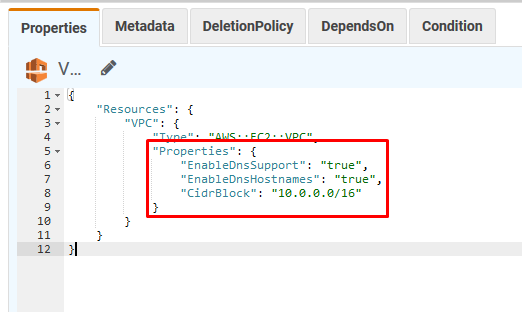 Properties
Metadata
DeletionPolicy
DependsOn
Condition
V...
1 {
2 "Resources": {
3 "VPC": {
4 "Type": "AWS::EC2::VPC",
5 "Properties": {
6 "EnableDnsSupport": "true",
7 "EnableDnsHostnames": "true",
8 "CidrBlock": "10.0.0.0/16"
9 }
10 }
11 }
12 }